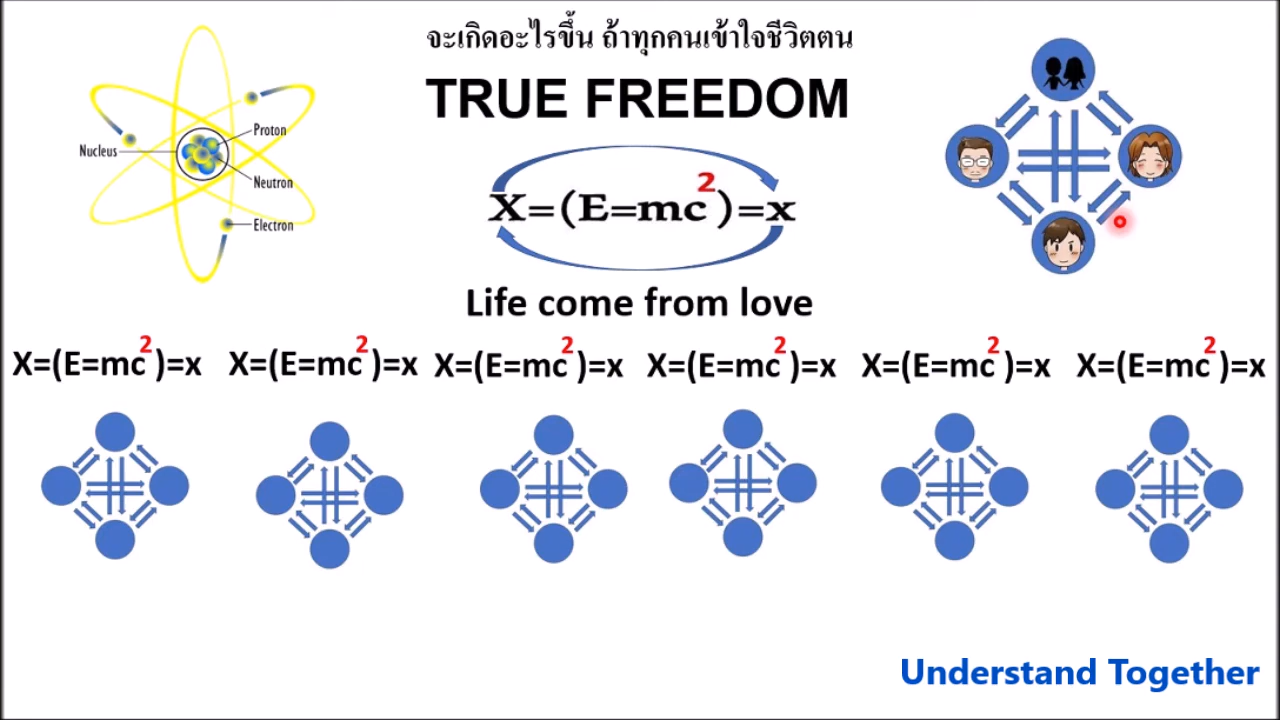 จะเกิดอะไรขึ้น ถ้าทุกคนเข้าใจชีวิตตน
TRUE FREEDOM
Proton
Nucleus
Neutron
Electron
X=(E=mc²)=x
Life come from love
X=(E=mc²)=x X=(E=mc²)=x X=(E=mc²)=x X=(E=mc²)=x X=(E=mc²)=x X=(E=mc²)=x
Understand Together